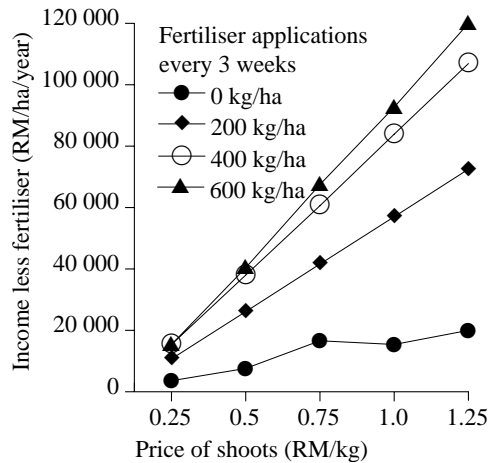 Income less fertiliser (RM/ha/year)
120 000
100 000
80 000
60 000
40 000
20 000
0
Fertiliser applications
every 3 weeks
0 kg/ha
200 kg/ha
400 kg/ha
600 kg/ha
0.25 0.5 0.75 1.0 1.25
Price of shoots (RM/kg)